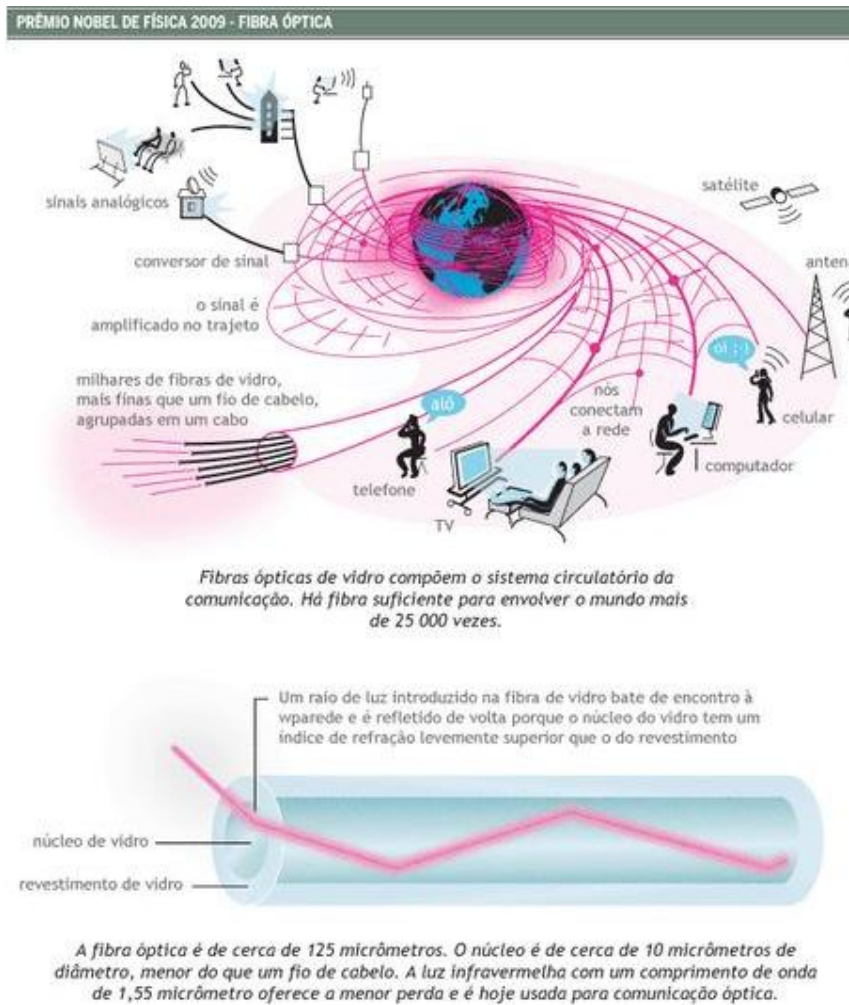 PRÊMIO NOBEL DE FÍSICA 2009 - FIBRA ÓPTICA
sinais analógicos
satélite
conversor de sinal
antena
o sinal é
amplificado no trajeto
oi ;-)
milhares de fibras de vidro,
mais finas que um fio de cabelo,
agrupadas em um cabo
alô
nós
conectam
a rede
celular
computador
telefone
TV
Fibras ópticas de vidro compõem o sistema circulatório da
comunicação. Há fibra suficiente para envolver o mundo mais
de 25 000 vezes.
Um raio de luz introduzido na fibra de vidro bate de encontro à
wparede e é refletido de volta porque o núcleo do vidro tem um
índice de refração levemente superior que o do revestimento
núcleo de vidro
revestimento de vidro
A fibra óptica é de cerca de 125 micrômetros. O núcleo é de cerca de 10 micrômetros de
diâmetro, menor do que um fio de cabelo. A luz infravermelha com um comprimento de onda
de 1,55 micrômetro oferece a menor perda e é hoje usada para comunicação óptica.